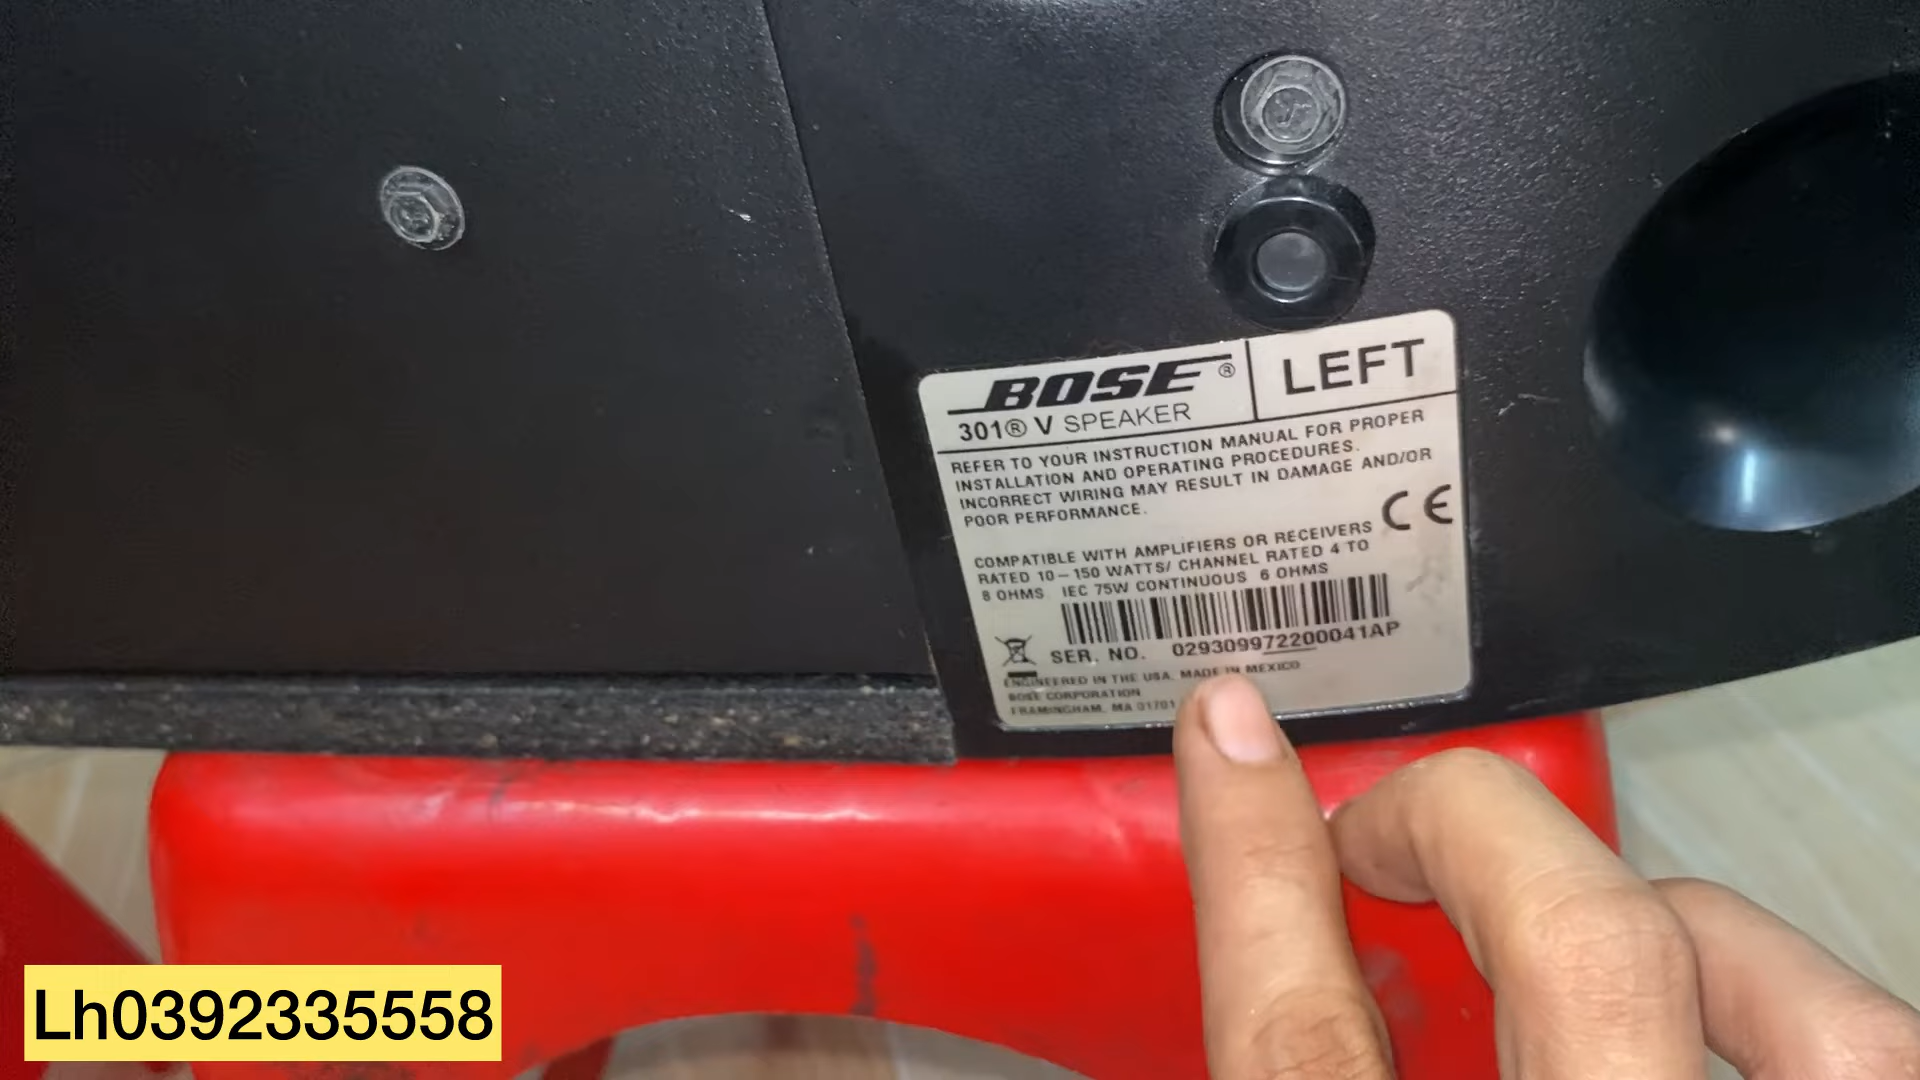 BOSE® LEFT
301® V SPEAKER
REFER TO YOUR INSTRUCTION MANUAL FOR PROPER
INSTALLATION AND OPERATING PROCEDURES.
INCORRECT WIRING MAY RESULT IN DAMAGE AND/OR
POOR PERFORMANCE.
CE
COMPATIBLE WITH AMPLIFIERS OR RECEIVERS
RATED 10–150 WATTS/ CHANNEL RATED 4 TO
8 OHMS IEC 75W CONTINUOUS 6 OHMS
SER. NO. 029309972200041AP
ENGINEERED IN THE USA. MADE IN MEXICO
BOSE CORPORATION
FRAMINGHAM, MA 01701
Lh0392335558